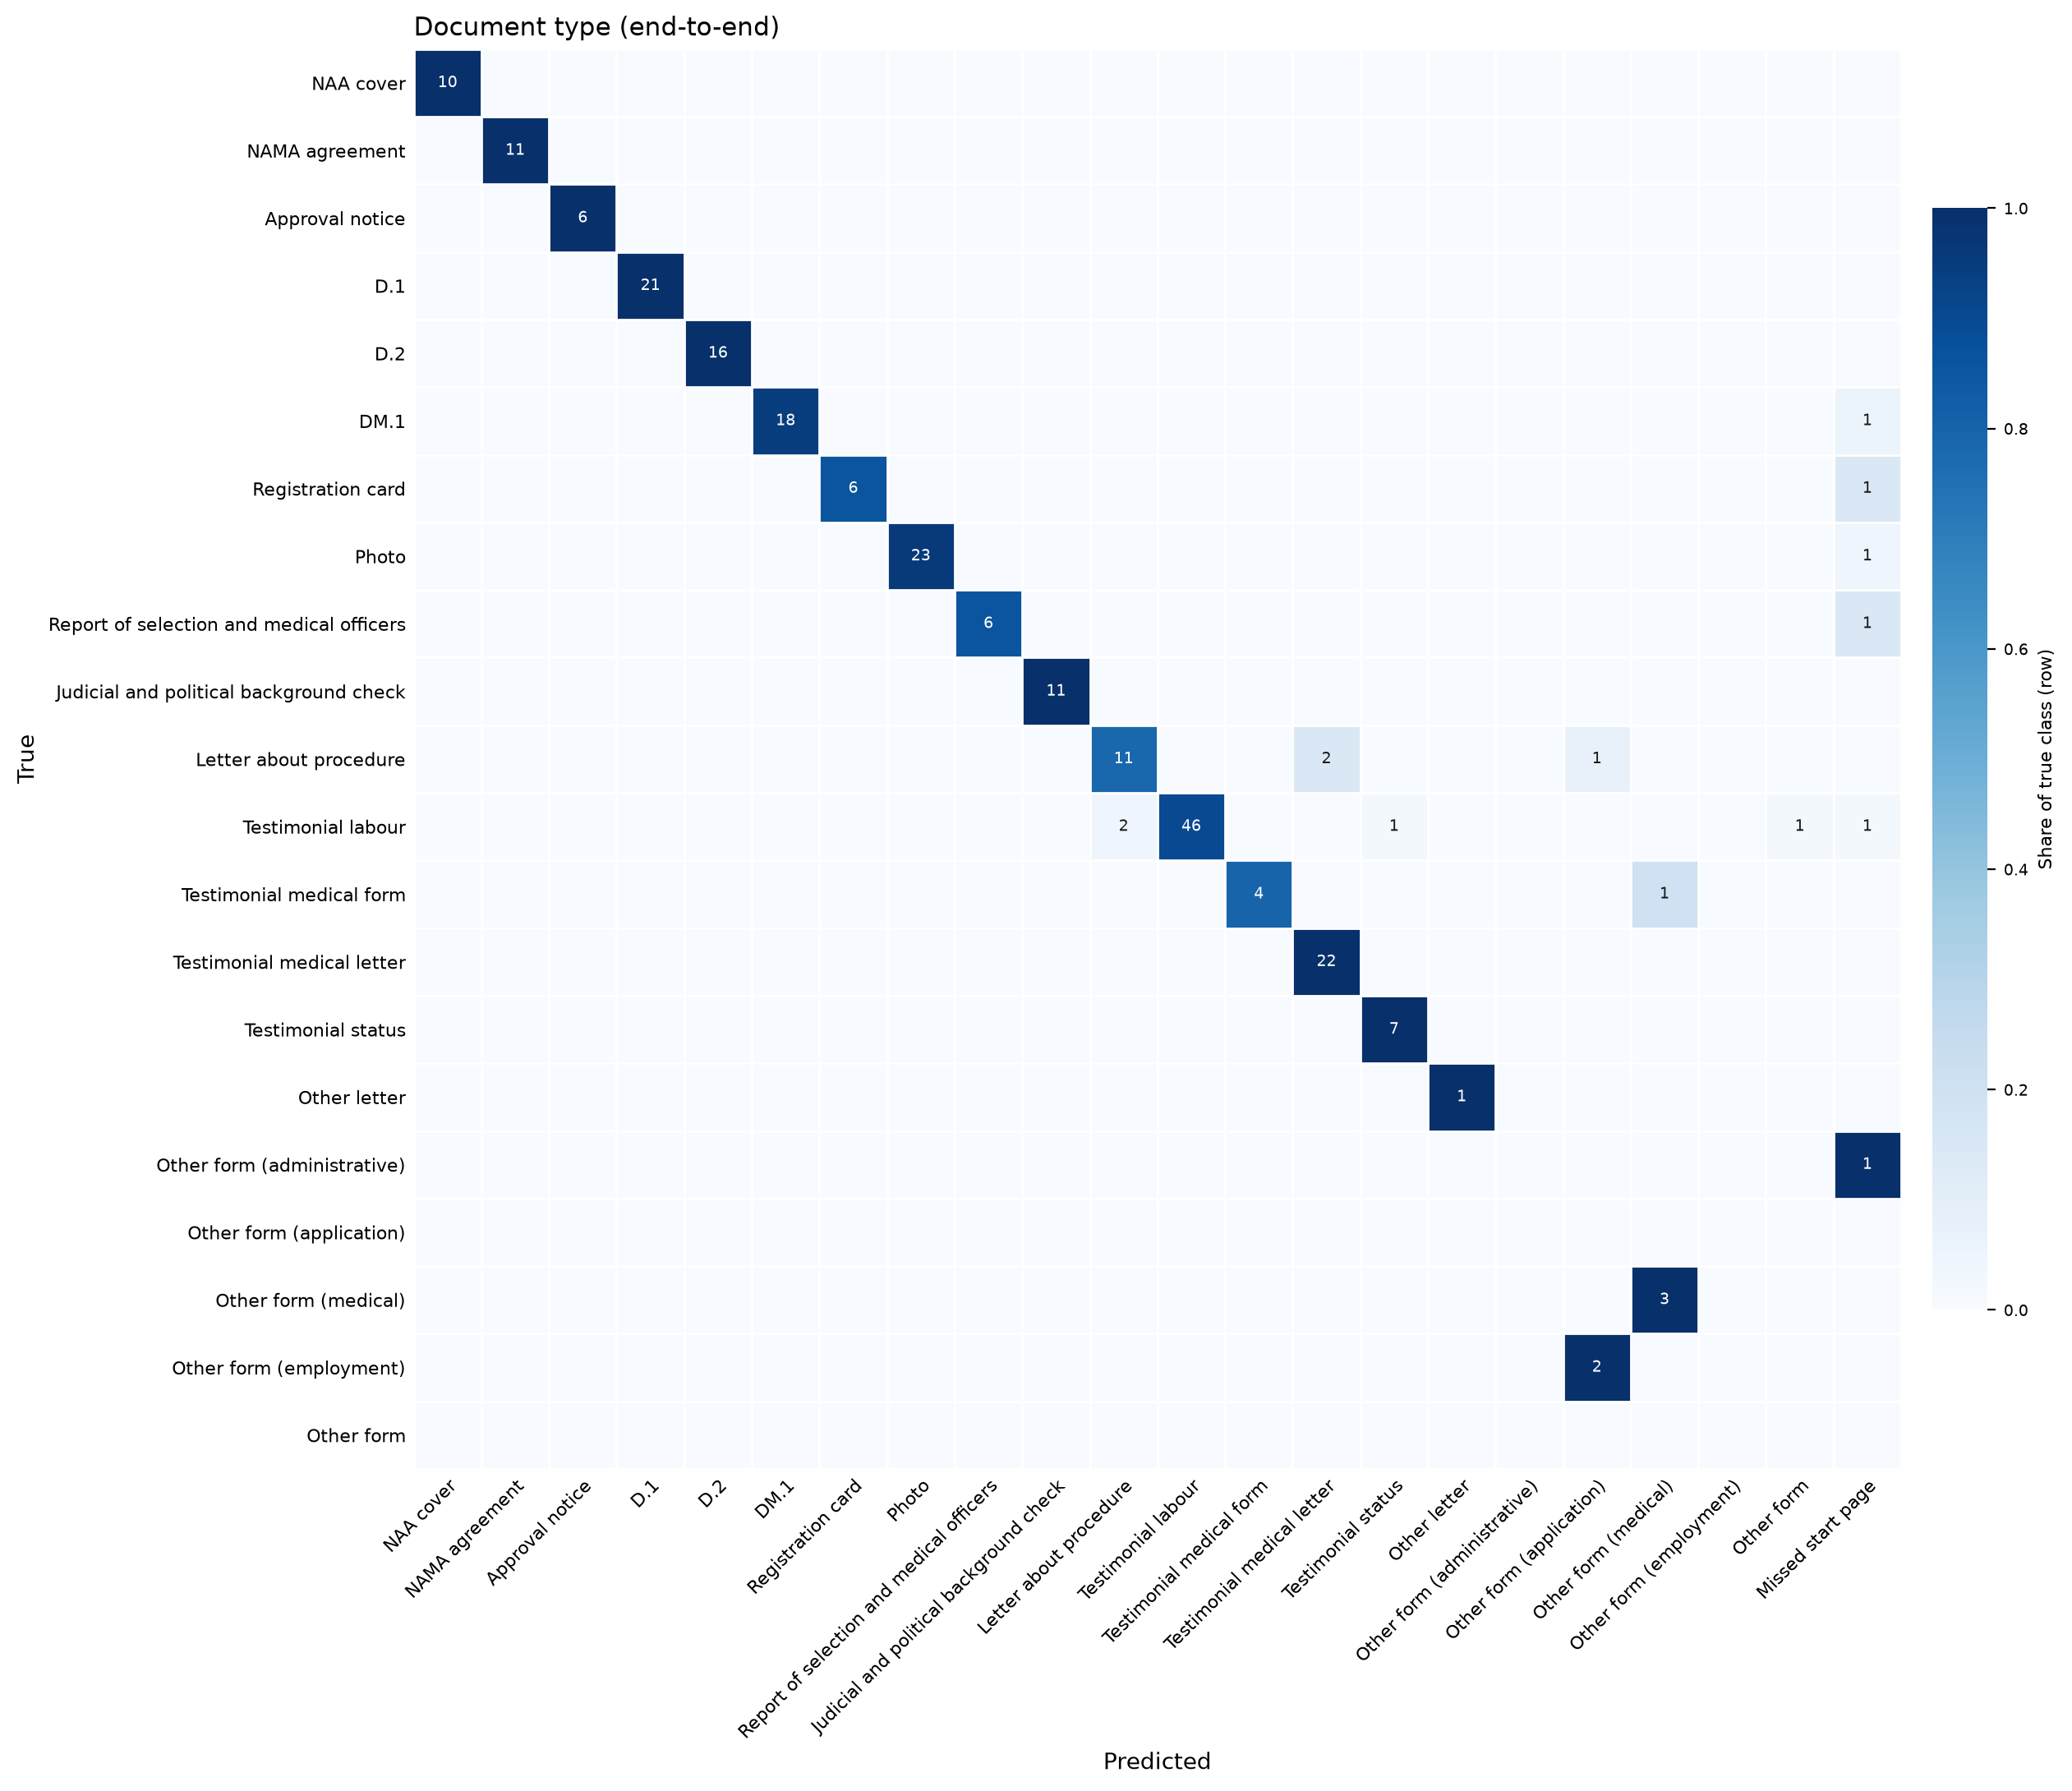 Document type (end-to-end)
NAA cover 10
NAMA agreement 11
Approval notice 6
D.1 21
D.2 16
DM.1 18 1
Registration card 6 1
Photo 23 1
Report of selection and medical officers 6 1
Judicial and political background check 11
Letter about procedure 11 2 1
Testimonial labour 2 46 1 1 1
Testimonial medical form 4 1
Testimonial medical letter 22
Testimonial status 7
Other letter 1
Other form (administrative) 1
Other form (application)
Other form (medical) 3
Other form (employment) 2
Other form
True
NAA cover
NAMA agreement
Approval notice
D.1
D.2
DM.1
Registration card
Photo
Report of selection and medical officers
Judicial and political background check
Letter about procedure
Testimonial labour
Testimonial medical form
Testimonial medical letter
Testimonial status
Other letter
Other form (administrative)
Other form (application)
Other form (medical)
Other form (employment)
Other form
Missed start page
Predicted
1.0
0.8
0.6
0.4
0.2
0.0
Share of true class (row)